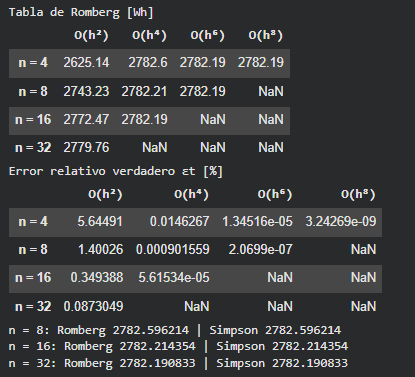 Tabla de Romberg [Wh]
O(h²) O(h⁴) O(h⁶) O(h⁸)
n = 4 2625.14 2782.6 2782.19 2782.19
n = 8 2743.23 2782.21 2782.19 NaN
n = 16 2772.47 2782.19 NaN NaN
n = 32 2779.76 NaN NaN NaN
Error relativo verdadero εt [%]
O(h²) O(h⁴) O(h⁶) O(h⁸)
n = 4 5.64491 0.0146267 1.34516e-05 3.24269e-09
n = 8 1.40026 0.000901559 2.0699e-07 NaN
n = 16 0.349388 5.61534e-05 NaN NaN
n = 32 0.0873049 NaN NaN NaN
n = 8: Romberg 2782.596214 | Simpson 2782.596214
n = 16: Romberg 2782.214354 | Simpson 2782.214354
n = 32: Romberg 2782.190833 | Simpson 2782.190833